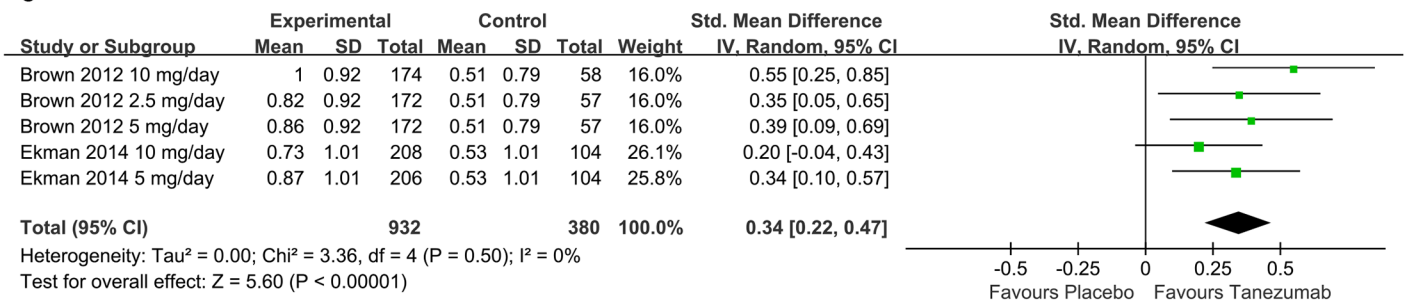 Experimental Control Std. Mean Difference Std. Mean Difference
Study or Subgroup Mean SD Total Mean SD Total Weight IV, Random, 95% CI IV, Random, 95% CI
Brown 2012 10 mg/day 1 0.92 174 0.51 0.79 58 16.0% 0.55 [0.25, 0.85]
Brown 2012 2.5 mg/day 0.82 0.92 172 0.51 0.79 57 16.0% 0.35 [0.05, 0.65]
Brown 2012 5 mg/day 0.86 0.92 172 0.51 0.79 57 16.0% 0.39 [0.09, 0.69]
Ekman 2014 10 mg/day 0.73 1.01 208 0.53 1.01 104 26.1% 0.20 [-0.04, 0.43]
Ekman 2014 5 mg/day 0.87 1.01 206 0.53 1.01 104 25.8% 0.34 [0.10, 0.57]
Total (95% CI) 932 380 100.0% 0.34 [0.22, 0.47]
Heterogeneity: Tau² = 0.00; Chi² = 3.36, df = 4 (P = 0.50); I² = 0%
Test for overall effect: Z = 5.60 (P < 0.00001)
-0.5 -0.25 0 0.25 0.5
Favours Placebo Favours Tanezumab